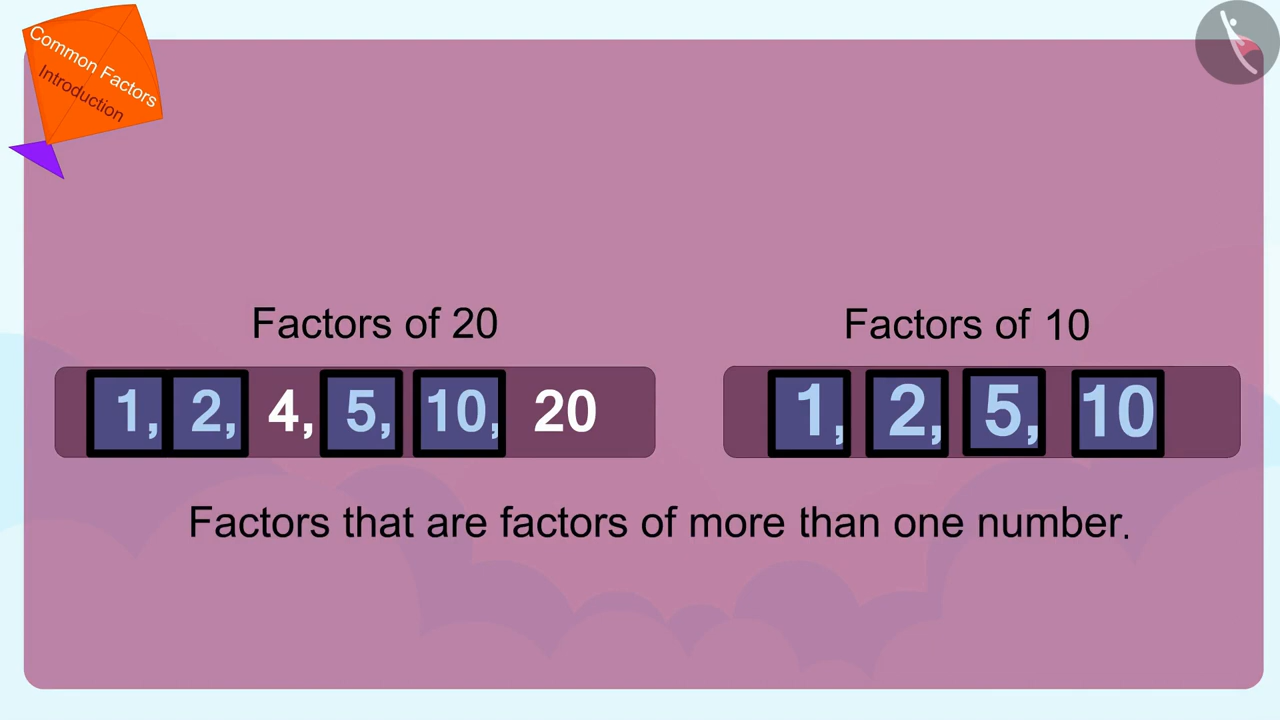 Common Factors
Introduction
Factors of 20
1, 2, 4, 5, 10, 20
Factors of 10
1, 2, 5, 10
Factors that are factors of more than one number.